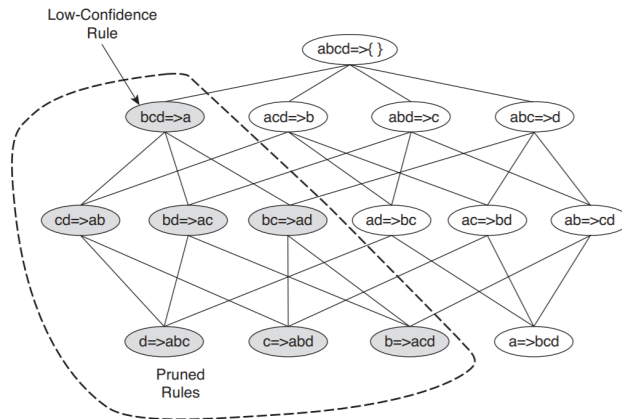 Low-Confidence
Rule
abcd=>{ }
bcd=>a
acd=>b
abd=>c
abc=>d
cd=>ab
bd=>ac
bc=>ad
ad=>bc
ac=>bd
ab=>cd
d=>abc
c=>abd
b=>acd
a=>bcd
Pruned
Rules